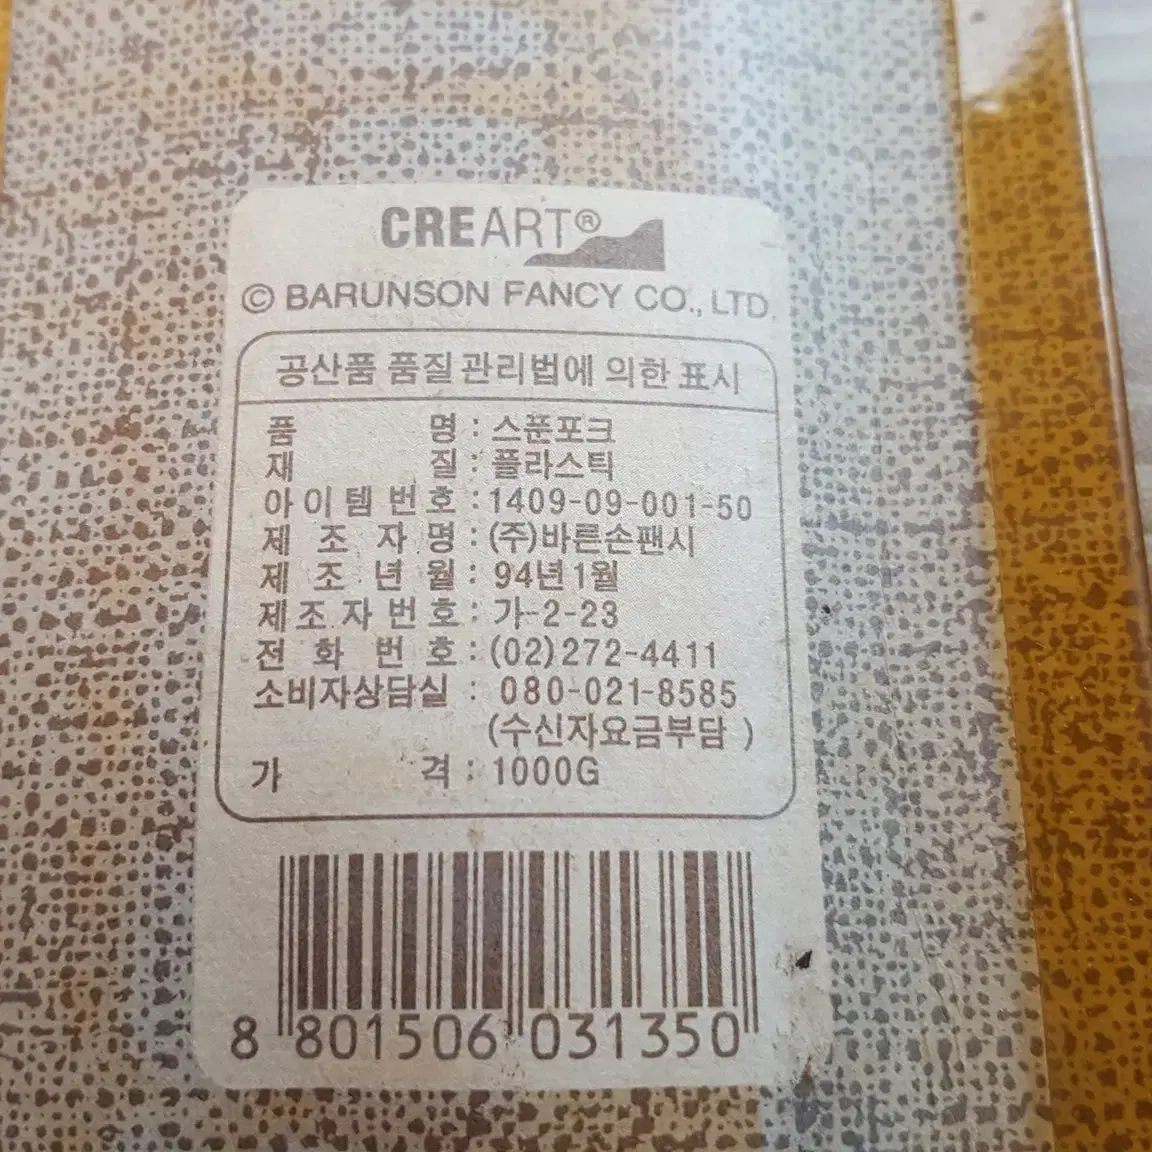 CREART®
© BARUNSON FANCY CO., LTD.
공산품 품질관리법에 의한 표시
품 명 : 스푼포크
재 질 : 플라스틱
아이템번호 : 1409-09-001-50
제 조 자 명 : (주)바른손팬시
제 조 년 월 : 94년1월
제조자번호 : 가-2-23
전 화 번 호 : (02)272-4411
소비자상담실 : 080-021-8585
(수신자요금부담 )
가 격 : 1000G
8 801506 031350